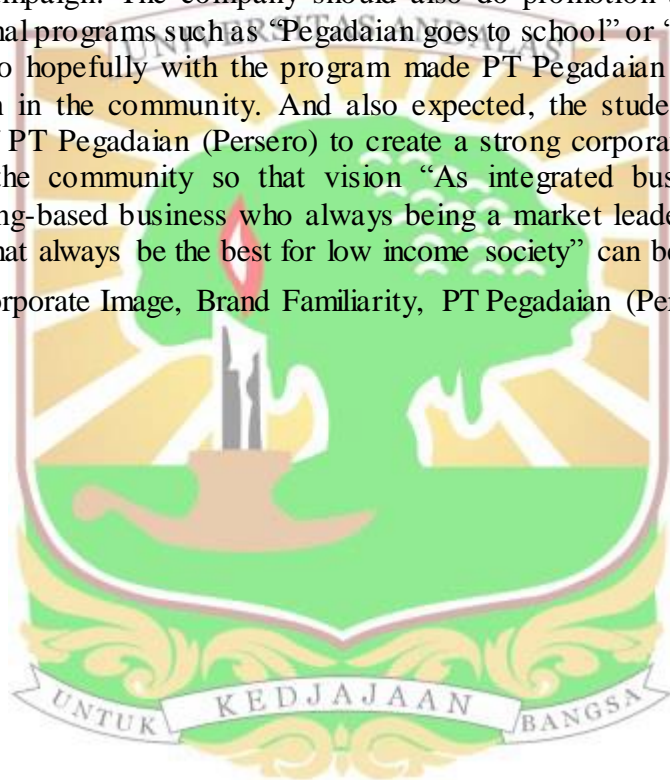 mpaign. The company should also do promotion
nal programs such as “Pegadaian goes to school” or “
UNIVERSITAS ANDALAS
o hopefully with the program made PT Pegadaian
in the community. And also expected, the stude
PT Pegadaian (Persero) to create a strong corpora
the community so that vision “As integrated bus
ng-based business who always being a market leade
hat always be the best for low income society” can be
orporate Image, Brand Familiarity, PT Pegadaian (Per
UNTUK KEDJAJAAN BANGSA